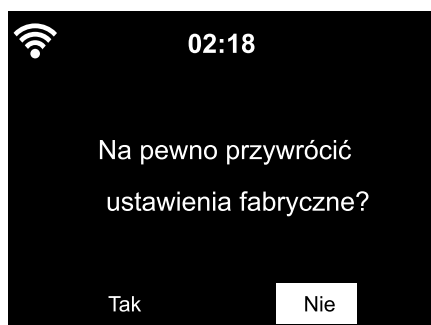 02:18
Na pewno przywrócić
ustawienia fabryczne?
Tak Nie